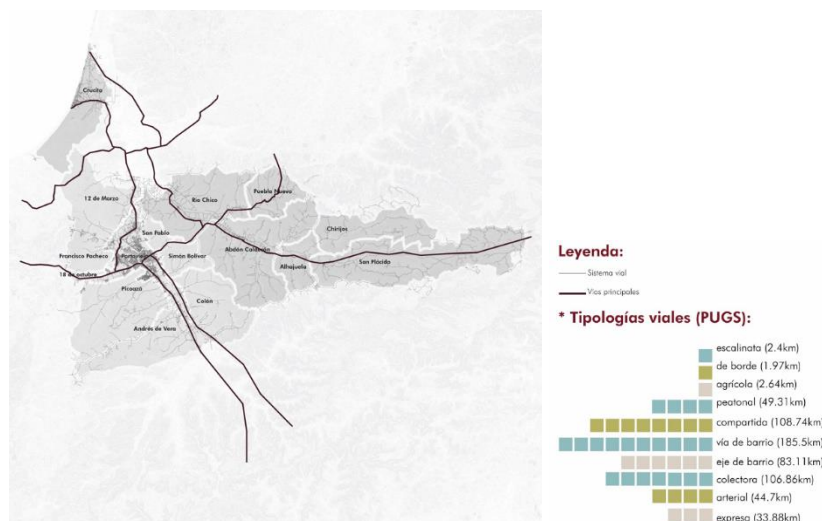 Crucita
12 de Marzo
Río Chico
Pueblo Nuevo
San Pablo
Chirijos
Francisco Pacheco
Portoviejo
Simón Bolívar
Abdón Calderón
Alhajuela
San Plácido
18 de octubre
Picoazá
Colon
Andrés de Vera
Leyenda:
Sistema vial
Vías principales
* Tipologías viales (PUGS):
escalinata (2.4km)
de borde (1.97km)
agrícola (2.64km)
peatonal (49.31km)
compartida (108.74km)
vía de barrio (185.5km)
eje de barrio (83.11km)
colectora (106.86km)
arterial (44.7km)
expresa (33.88km)